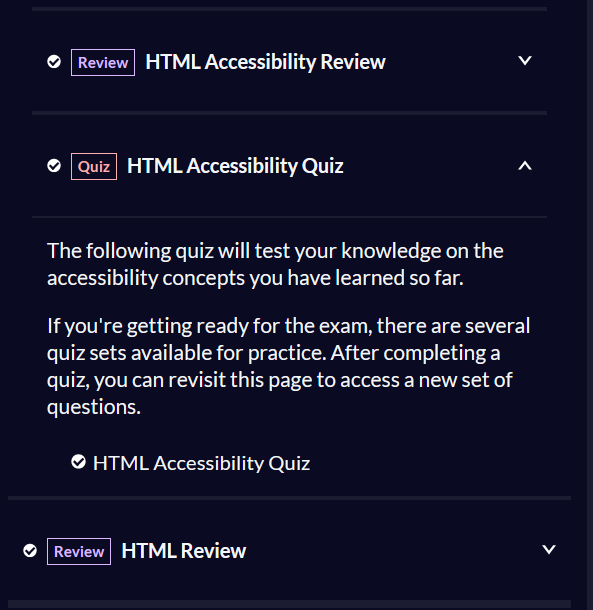 Review HTML Accessibility Review
Quiz HTML Accessibility Quiz
The following quiz will test your knowledge on the
accessibility concepts you have learned so far.
If you're getting ready for the exam, there are several
quiz sets available for practice. After completing a
quiz, you can revisit this page to access a new set of
questions.
HTML Accessibility Quiz
Review HTML Review